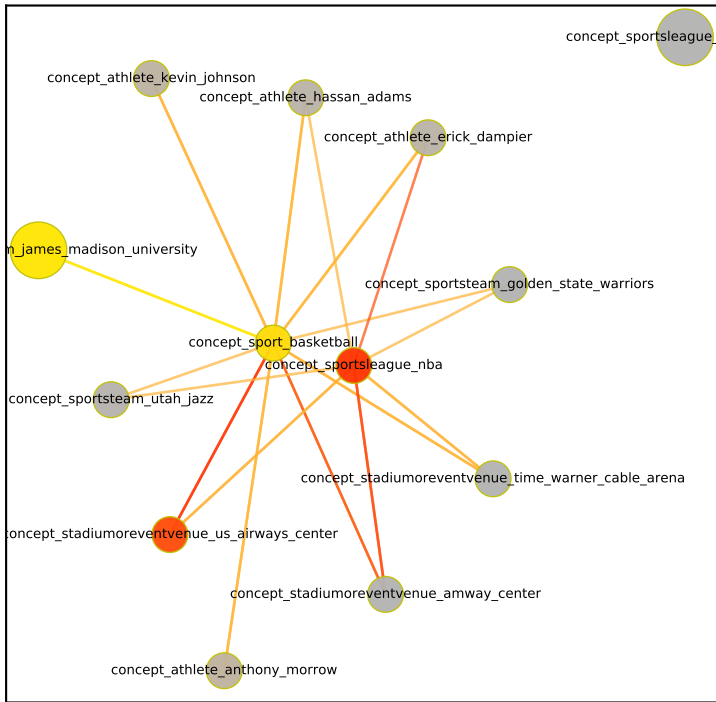 concept_sportsleague_
concept_athlete_kevin_johnson
concept_athlete_hassan_adams
concept_athlete_erick_dampier
m_james_madison_university
concept_sportsteam_golden_state_warriors
concept_sport_basketball
concept_sportsleague_nba
concept_sportsteam_utah_jazz
concept_stadiumoreventvenue_time_warner_cable_arena
concept_stadiumoreventvenue_us_airways_center
concept_stadiumoreventvenue_amway_center
concept_athlete_anthony_morrow